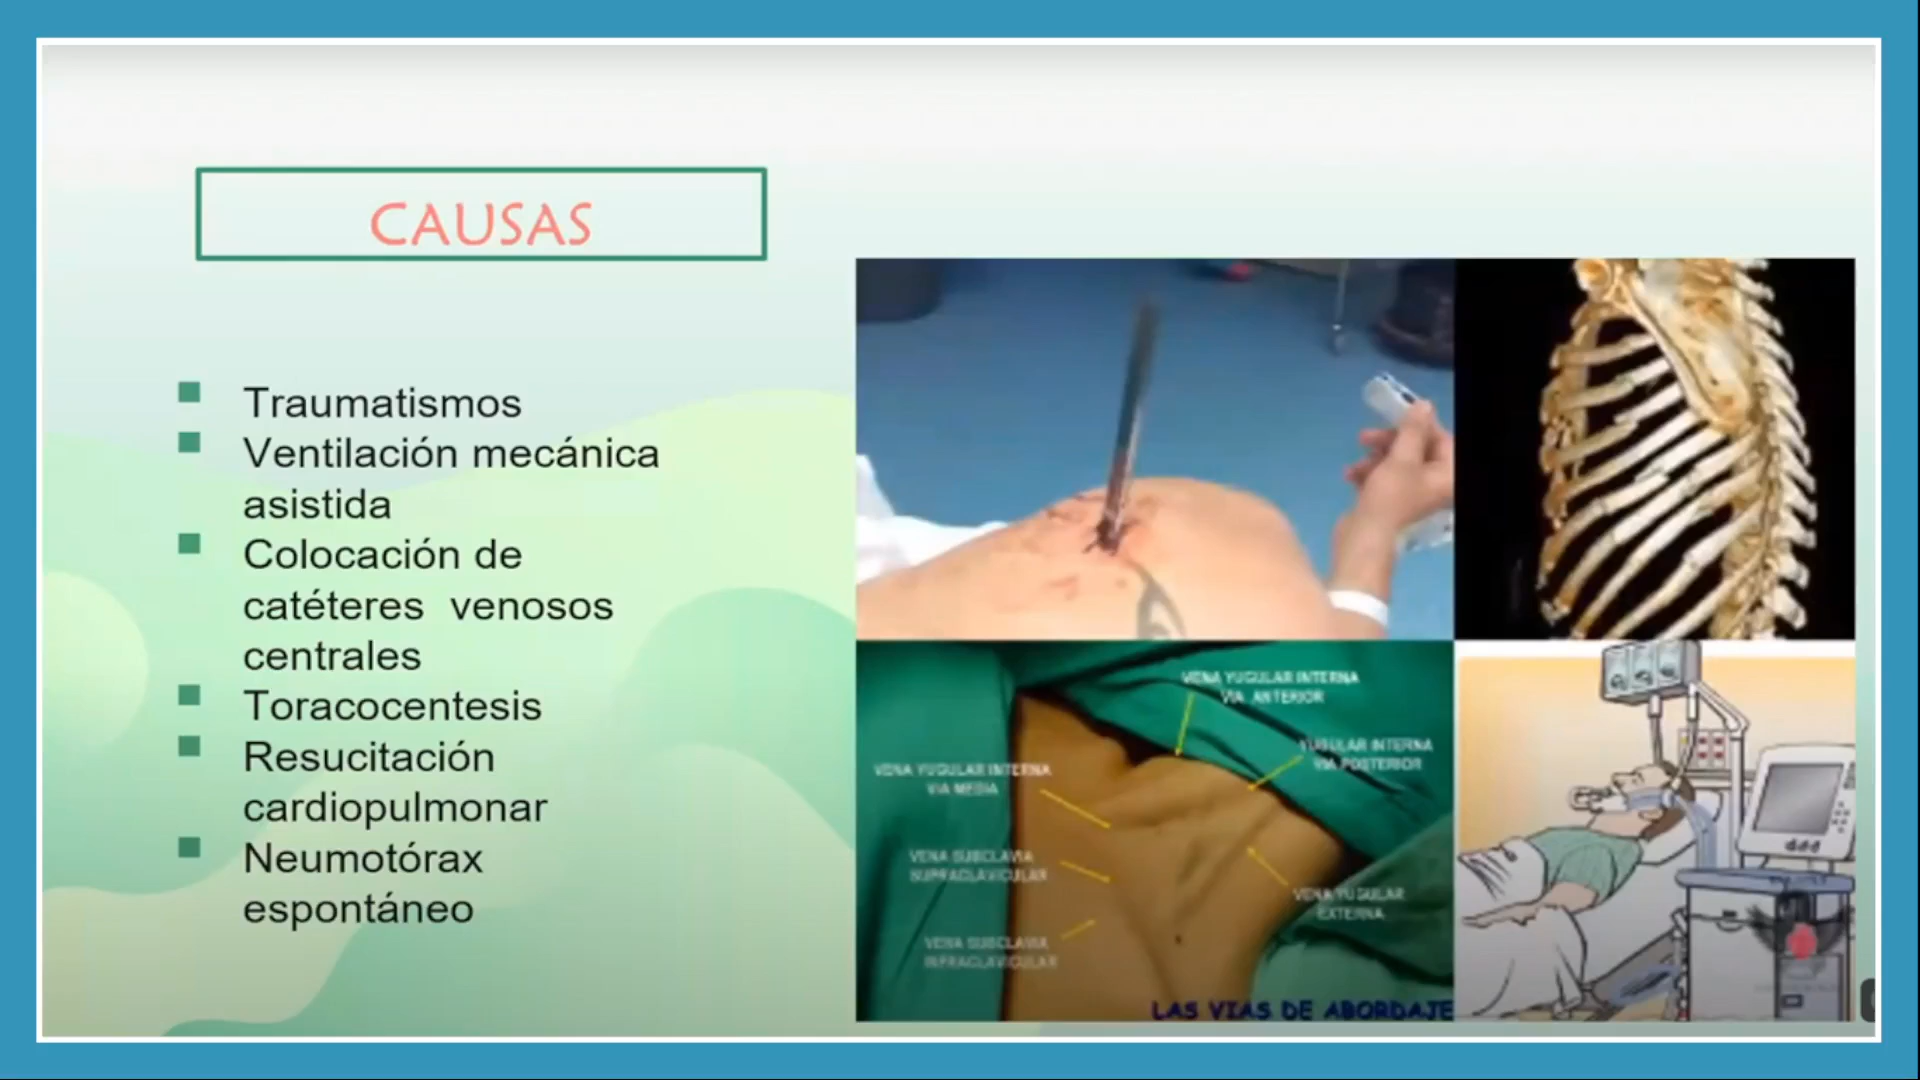 CAUSAS
Traumatismos
Ventilación mecánica
asistida
Colocación de
catéteres venosos
centrales
Toracocentesis
Resucitación
cardiopulmonar
Neumotórax
espontáneo
VENA YUGULAR INTERNA
VIA ANTERIOR
YUGULAR INTERNA
VIA POSTERIOR
VENA YUGULAR INTERNA
VIA MEDIA
VENA SUBCLAVIA
SUPRACLAVICULAR
VENA YUGULAR
EXTERNA
VENA SUBCLAVIA
INFRACLAVICULAR
LAS VIAS DE ABORDAJE